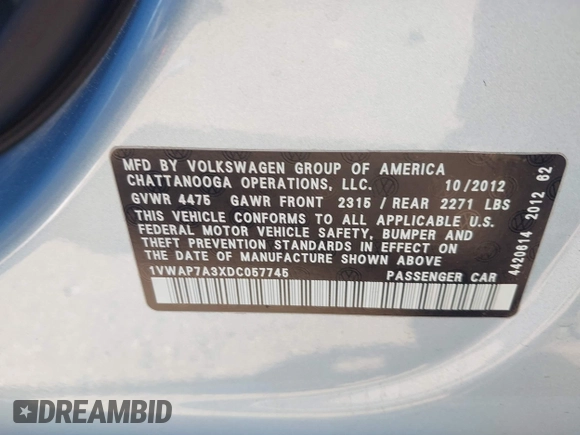 MFD BY VOLKSWAGEN GROUP OF AMERICA
CHATTANOOGA OPERATIONS, LLC. 10/2012
GVWR 4475 GAWR FRONT 2315 / REAR 2271 LBS
THIS VEHICLE CONFORMS TO ALL APPLICABLE U.S.
FEDERAL MOTOR VEHICLE SAFETY, BUMPER AND
THEFT PREVENTION STANDARDS IN EFFECT ON
THE DATE OF MANUFACTURE SHOWN ABOVE
1VWAP7A3XDC057745 PASSENGER CAR
4420614 2012 62
DREAMBID